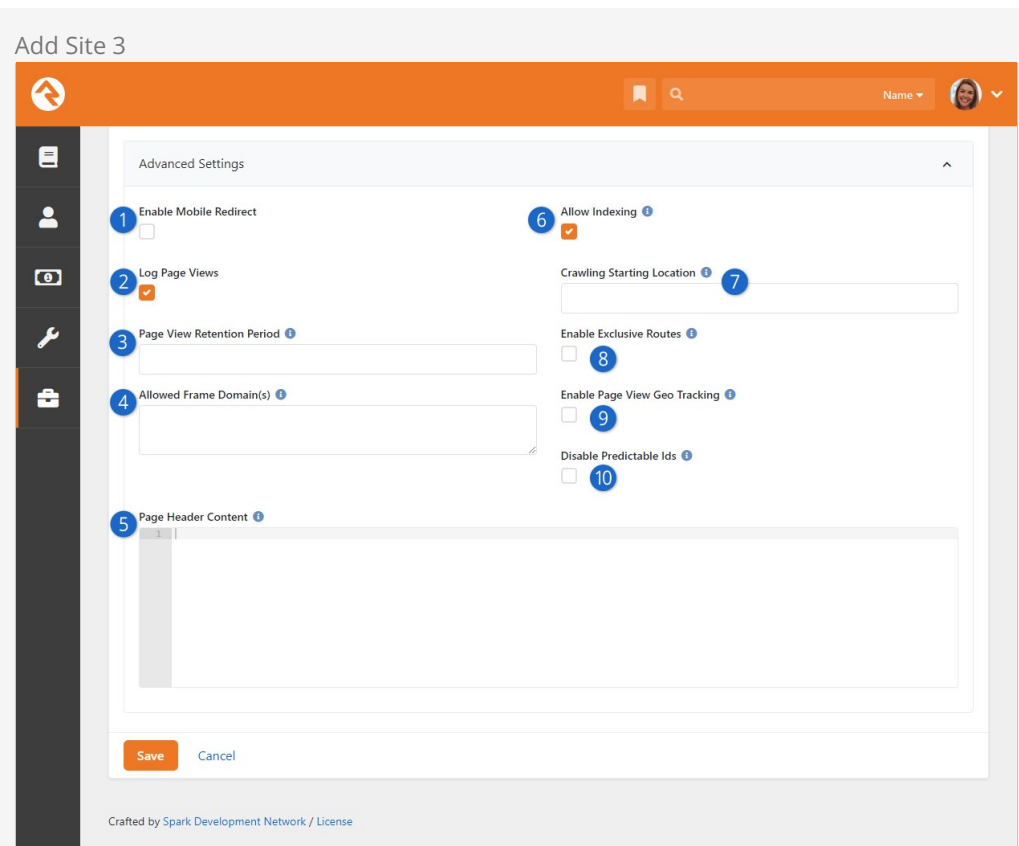 Add Site 3
Name
Advanced Settings
1 Enable Mobile Redirect
6 Allow Indexing
2 Log Page Views
Crawling Starting Location 7
3 Page View Retention Period
Enable Exclusive Routes
8
4 Allowed Frame Domain(s)
Enable Page View Geo Tracking
9
Disable Predictable Ids
10
5 Page Header Content
1
Save Cancel
Crafted by Spark Development Network / License